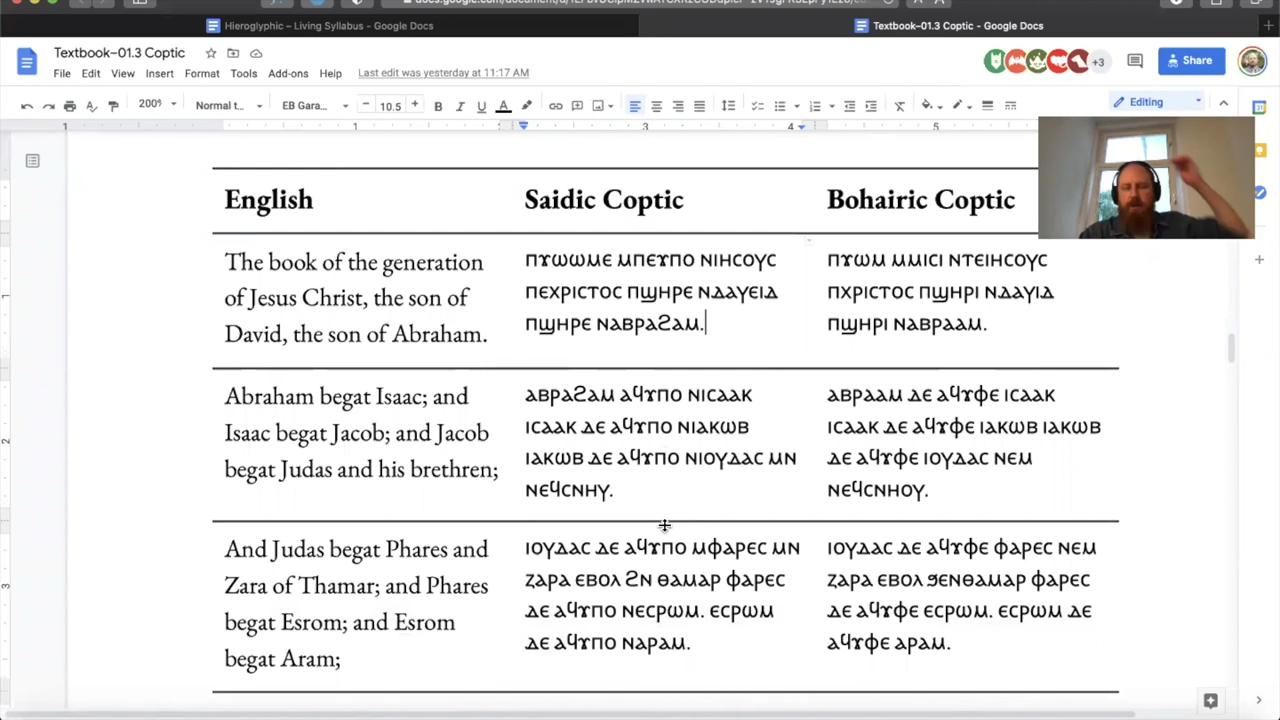 Hieroglyphic – Living Syllabus - Google Docs
Textbook–01.3 Coptic - Google Docs
Textbook–01.3 Coptic
+3
Share
File Edit View Insert Format Tools Add-ons Help Last edit was yesterday at 11:17 AM
200% Normal t... EB Gara... 10.5 Editing
1 1 2 3 4 5
English Saidic Coptic Bohairic Coptic
The book of the generation
of Jesus Christ, the son of
David, the son of Abraham.
ⲡϫⲱⲱⲙⲉ ⲙⲡⲉϫⲡⲟ ⲛⲓⲏⲥⲟⲩⲥ
ⲡⲉⲭⲣⲓⲥⲧⲟⲥ ⲡϣⲏⲣⲉ ⲛⲇⲁⲩⲉⲓⲇ
ⲡϣⲏⲣⲉ ⲛⲁⲃⲣⲁϩⲁⲙ.
ⲡϫⲱⲙ ⲙⲙⲓⲥⲓ ⲛⲧⲉⲓⲏⲥⲟⲩⲥ
ⲡⲭⲣⲓⲥⲧⲟⲥ ⲡϣⲏⲣⲓ ⲛⲇⲁⲩⲓⲇ
ⲡϣⲏⲣⲓ ⲛⲁⲃⲣⲁⲁⲙ.
Abraham begat Isaac; and
Isaac begat Jacob; and Jacob
begat Judas and his brethren;
ⲁⲃⲣⲁϩⲁⲙ ⲁϥϫⲡⲟ ⲛⲓⲥⲁⲁⲕ
ⲓⲥⲁⲁⲕ ⲇⲉ ⲁϥϫⲡⲟ ⲛⲓⲁⲕⲱⲃ
ⲓⲁⲕⲱⲃ ⲇⲉ ⲁϥϫⲡⲟ ⲛⲓⲟⲩⲇⲁⲥ ⲙⲛ
ⲛⲉϥⲥⲛⲏⲩ.
ⲁⲃⲣⲁⲁⲙ ⲇⲉ ⲁϥϫⲫⲉ ⲓⲥⲁⲁⲕ
ⲓⲥⲁⲁⲕ ⲇⲉ ⲁϥϫⲫⲉ ⲓⲁⲕⲱⲃ ⲓⲁⲕⲱⲃ
ⲇⲉ ⲁϥϫⲫⲉ ⲓⲟⲩⲇⲁⲥ ⲛⲉⲙ
ⲛⲉϥⲥⲛⲏⲟⲩ.
And Judas begat Phares and
Zara of Thamar; and Phares
begat Esrom; and Esrom
begat Aram;
ⲓⲟⲩⲇⲁⲥ ⲇⲉ ⲁϥϫⲡⲟ ⲙⲫⲁⲣⲉⲥ ⲙⲛ
ⲍⲁⲣⲁ ⲉⲃⲟⲗ ϩⲛ ⲑⲁⲙⲁⲣ ⲫⲁⲣⲉⲥ
ⲇⲉ ⲁϥϫⲡⲟ ⲛⲉⲥⲣⲱⲙ. ⲉⲥⲣⲱⲙ
ⲇⲉ ⲁϥϫⲡⲟ ⲛⲁⲣⲁⲙ.
ⲓⲟⲩⲇⲁⲥ ⲇⲉ ⲁϥϫⲫⲉ ⲫⲁⲣⲉⲥ ⲛⲉⲙ
ⲍⲁⲣⲁ ⲉⲃⲟⲗ ϧⲉⲛⲑⲁⲙⲁⲣ ⲫⲁⲣⲉⲥ
ⲇⲉ ⲁϥϫⲫⲉ ⲉⲥⲣⲱⲙ. ⲉⲥⲣⲱⲙ ⲇⲉ
ⲁϥϫⲫⲉ ⲁⲣⲁⲙ.